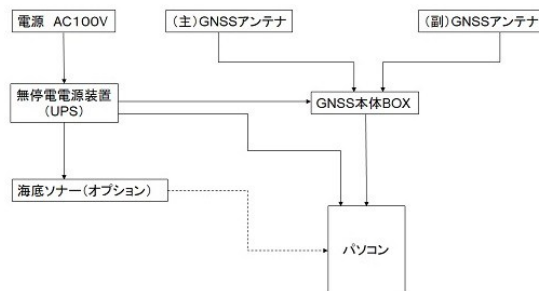 電源 AC100V
(主)GNSSアンテナ
(副)GNSSアンテナ
無停電電源装置
(UPS)
GNSS本体BOX
海底ソナー(オプション)
パソコン